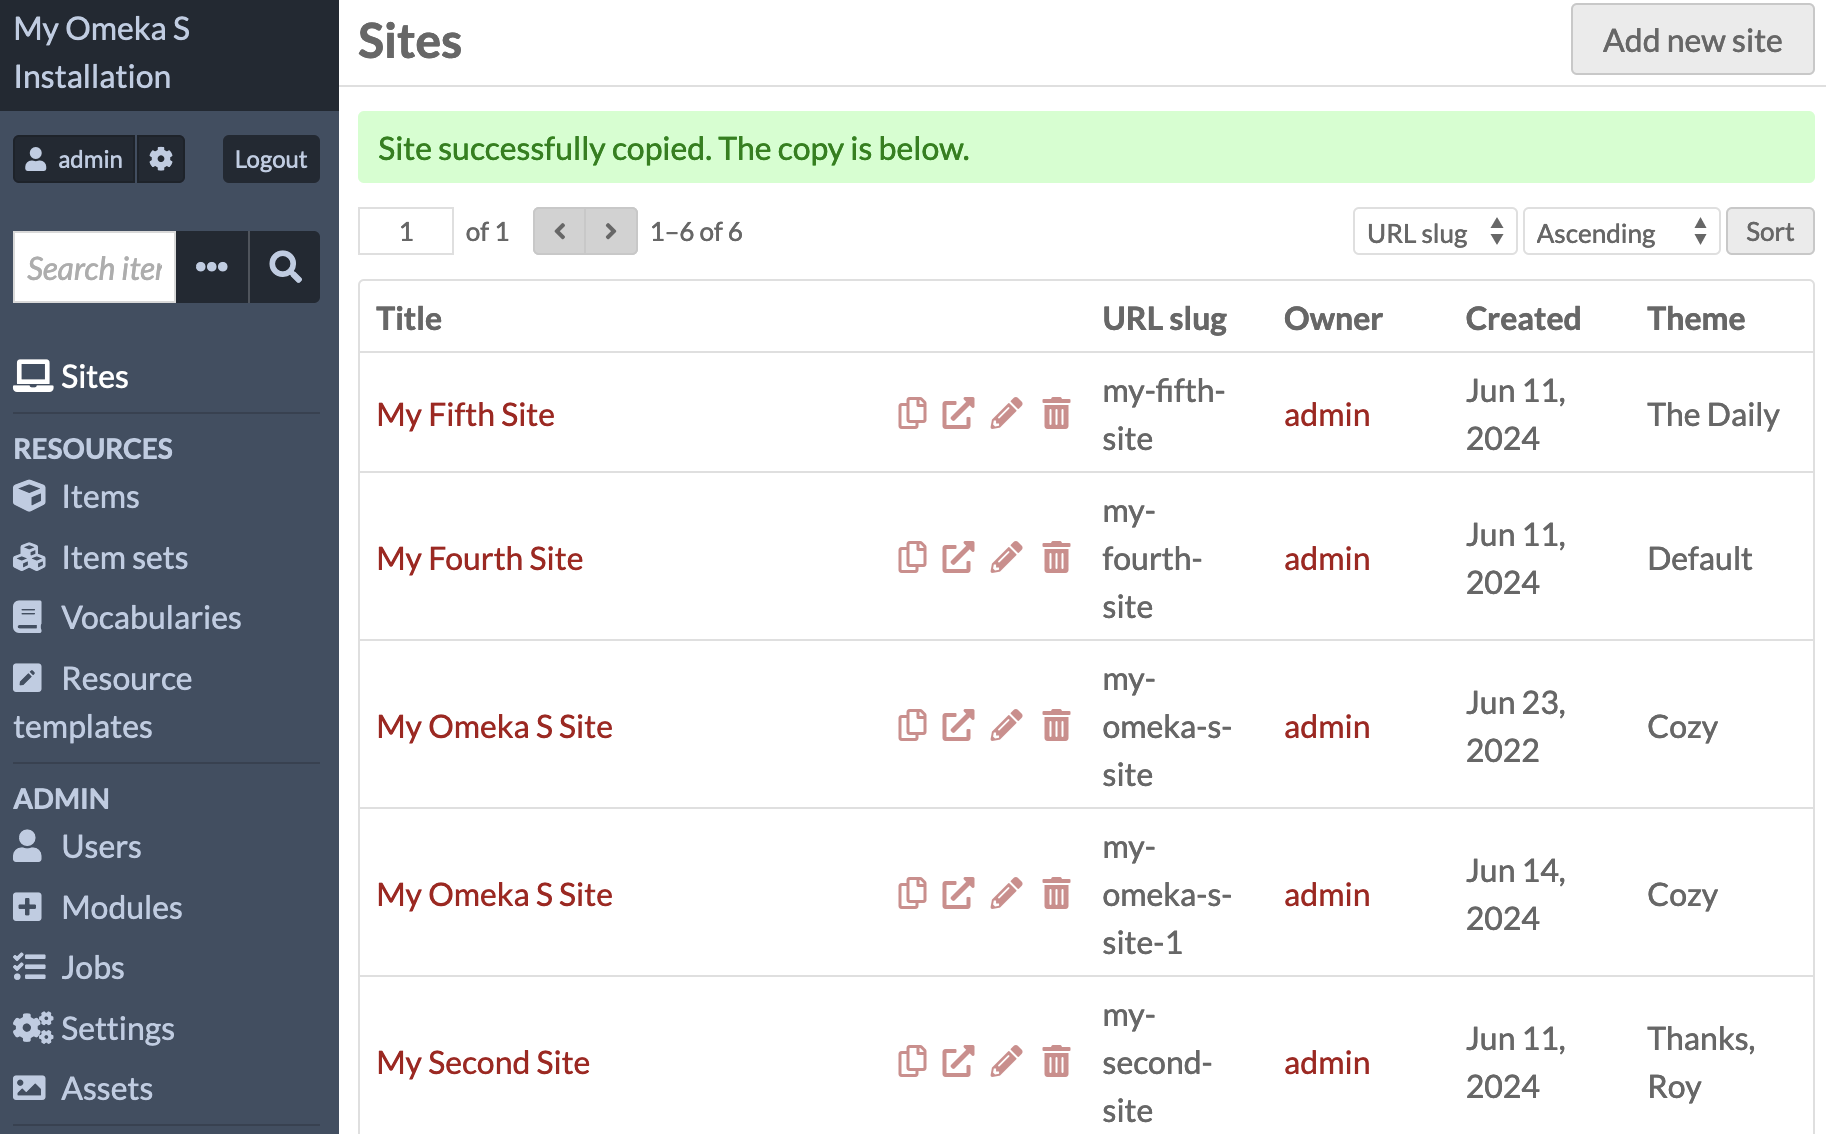 My Omeka S
Installation
admin
Logout
Search iter
Sites
RESOURCES
Items
Item sets
Vocabularies
Resource
templates
ADMIN
Users
Modules
Jobs
Settings
Assets
Sites
Add new site
Site successfully copied. The copy is below.
1 of 1 1–6 of 6 URL slug Ascending Sort
Title URL slug Owner Created Theme
My Fifth Site my-fifth-
site admin Jun 11,
2024 The Daily
My Fourth Site my-
fourth-
site admin Jun 11,
2024 Default
My Omeka S Site my-
omeka-s-
site admin Jun 23,
2022 Cozy
My Omeka S Site my-
omeka-s-
site-1 admin Jun 14,
2024 Cozy
My Second Site my-
second-
site admin Jun 11,
2024 Thanks,
Roy